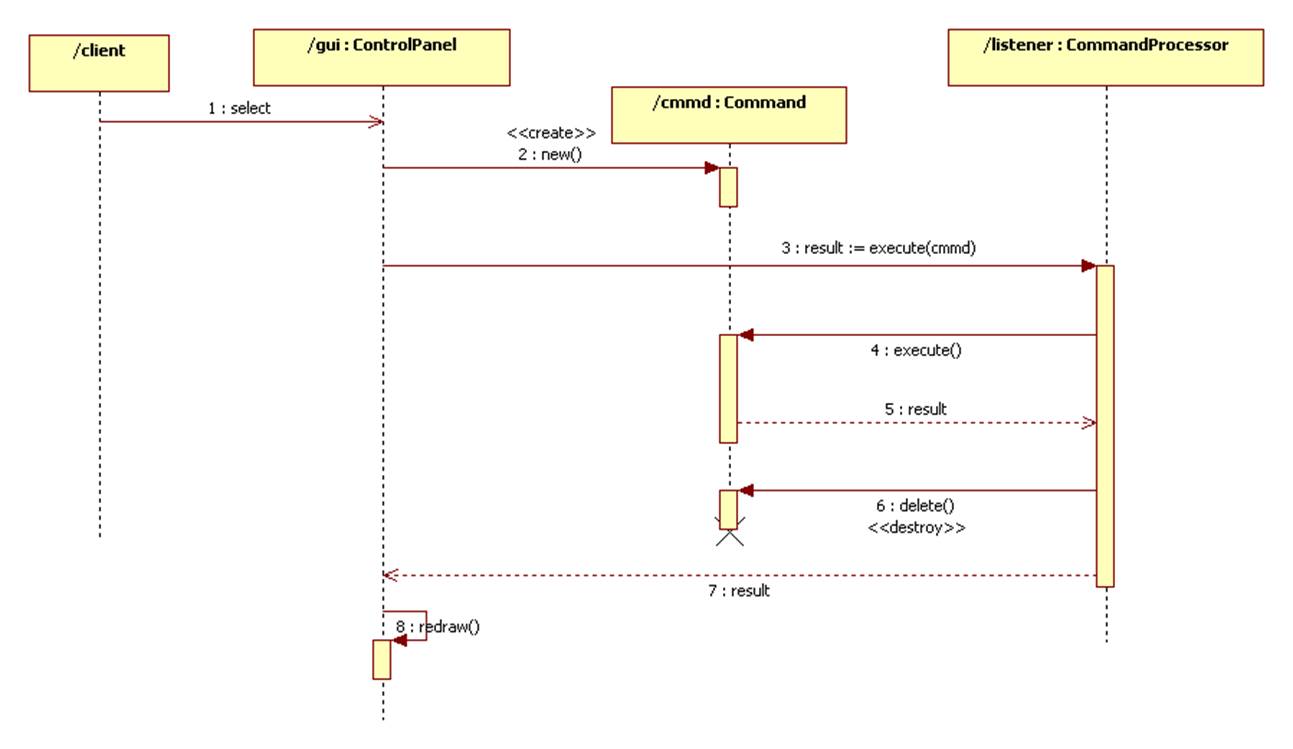 /client
/gui : ControlPanel
/listener : CommandProcessor
/cmmd : Command
1 : select
<<create>>
2 : new()
3 : result := execute(cmmd)
4 : execute()
5 : result
6 : delete()
<<destroy>>
7 : result
8 : redraw()